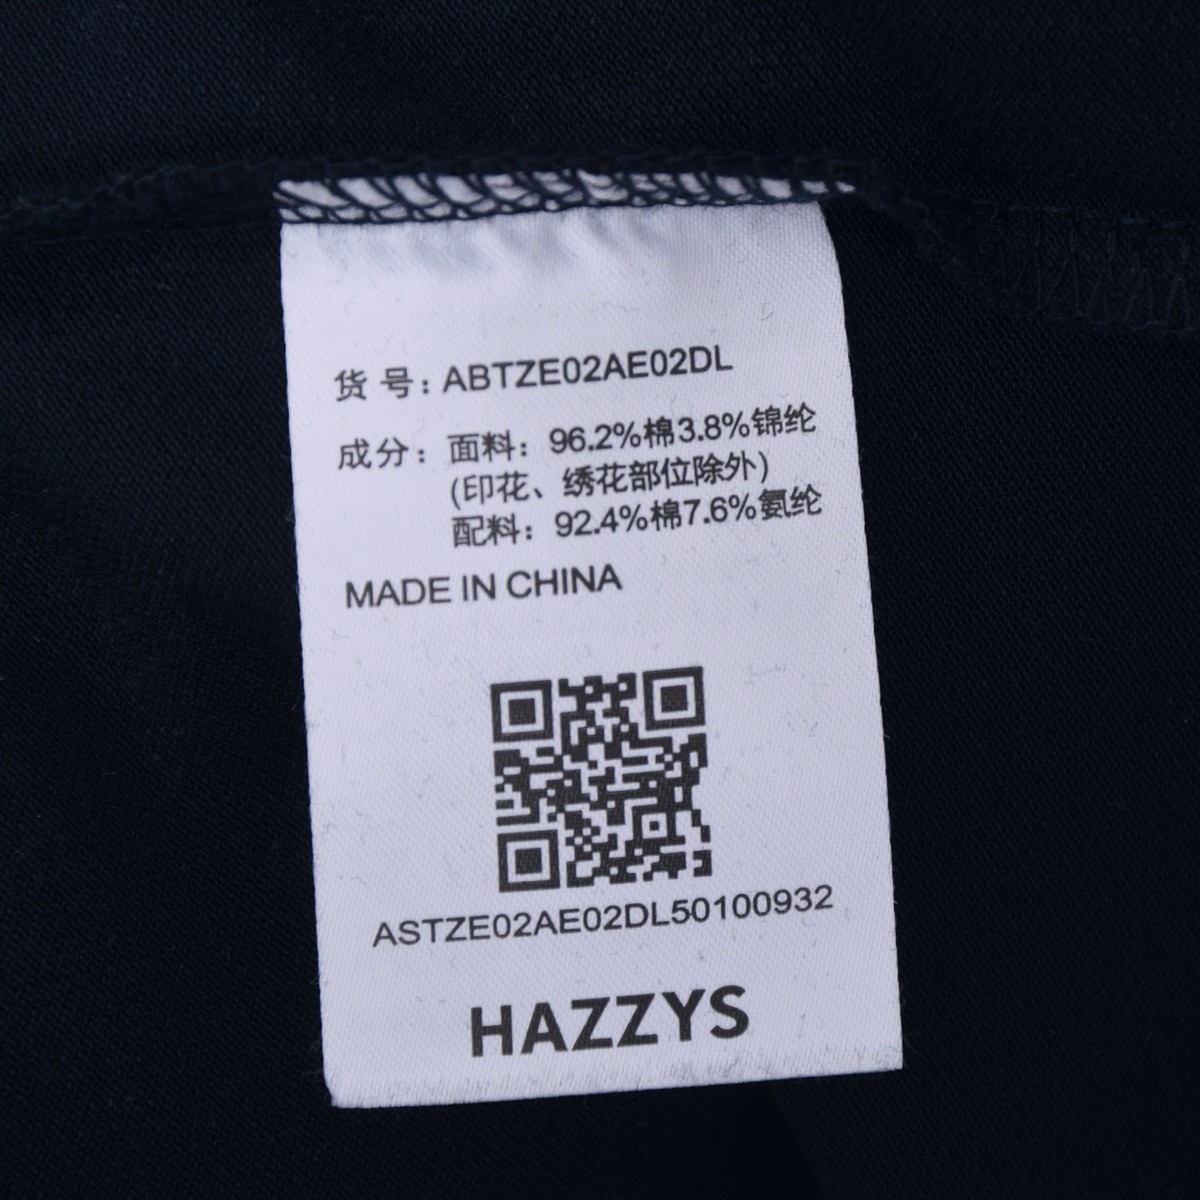 货 号: ABTZE02AE02DL
成分: 面料: 96.2%棉3.8%锦纶
(印花、绣花部位除外)
配料: 92.4%棉7.6%氨纶
MADE IN CHINA
ASTZE02AE02DL50100932
HAZZYS